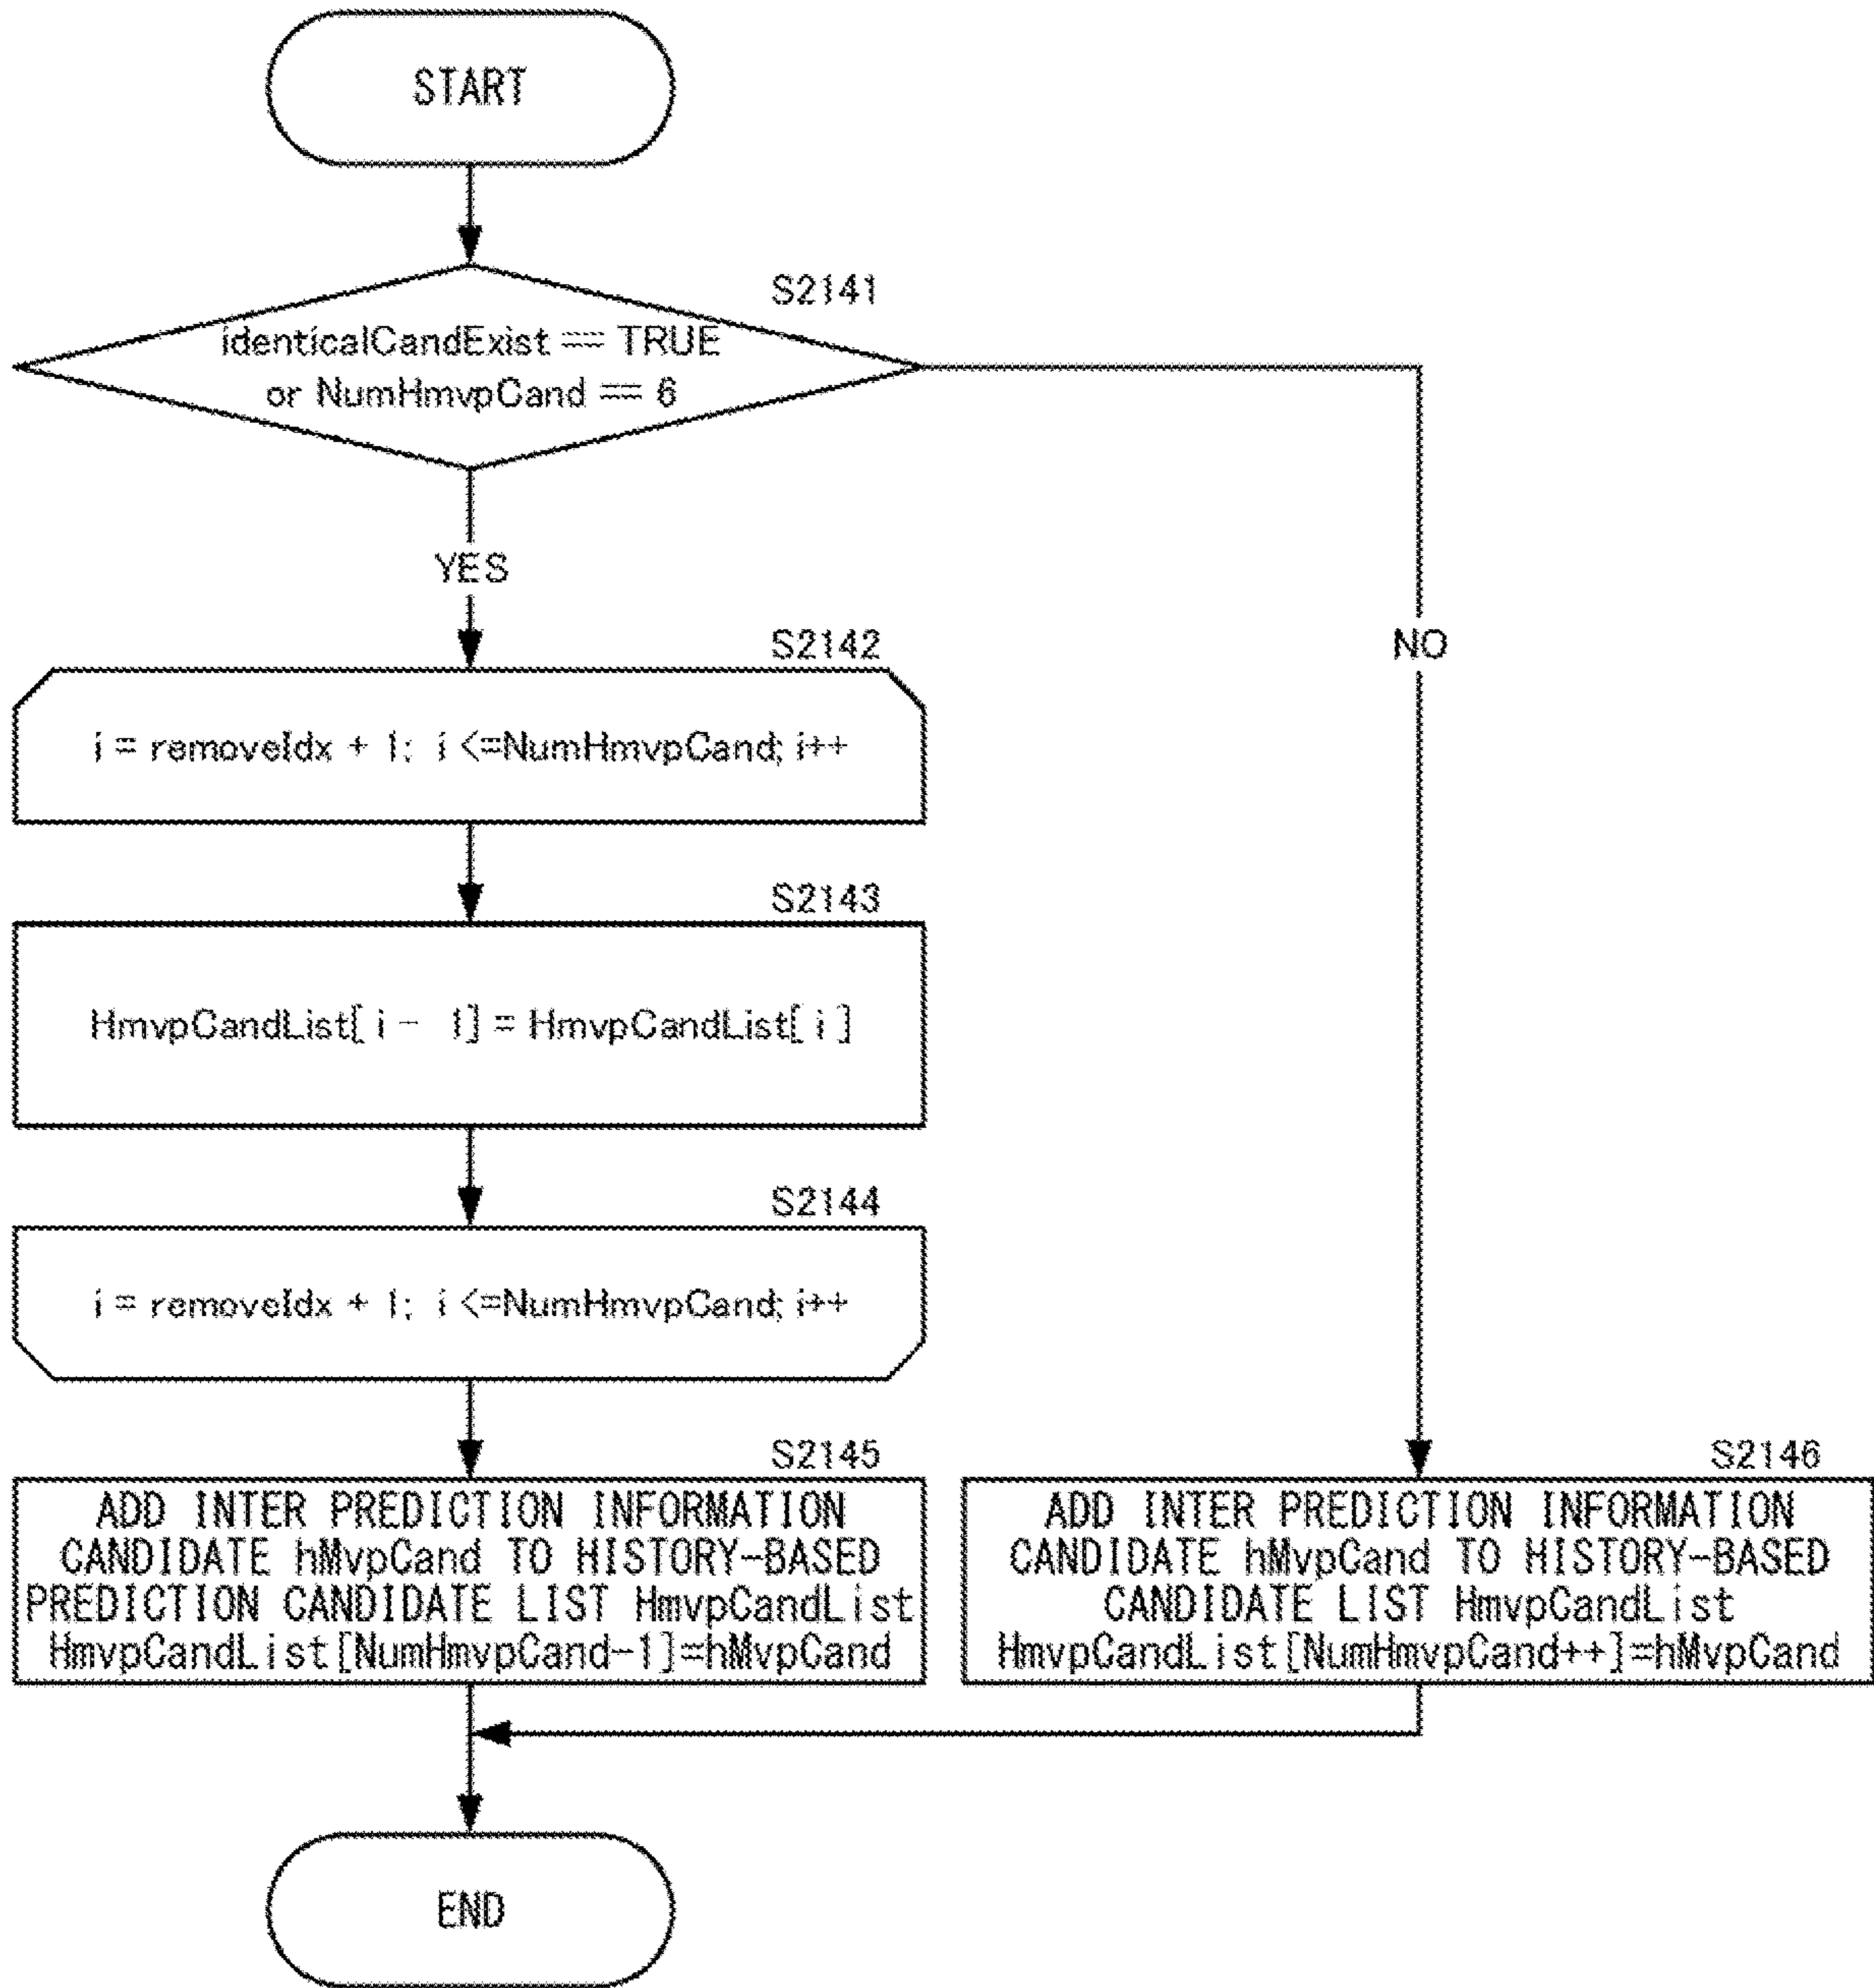 START
S2141
identicalCandExist == TRUE
or NumHmvpCand == 6
YES
NO
S2142
i = removeIdx + 1; i <=NumHmvpCand; i++
S2143
HmvpCandList[ i - 1] = HmvpCandList[ i ]
S2144
i = removeIdx + 1; i <=NumHmvpCand; i++
S2145
ADD INTER PREDICTION INFORMATION
CANDIDATE hMvpCand TO HISTORY-BASED
PREDICTION CANDIDATE LIST HmvpCandList
HmvpCandList[NumHmvpCand-1]=hMvpCand
S2146
ADD INTER PREDICTION INFORMATION
CANDIDATE hMvpCand TO HISTORY-BASED
CANDIDATE LIST HmvpCandList
HmvpCandList[NumHmvpCand++]=hMvpCand
END